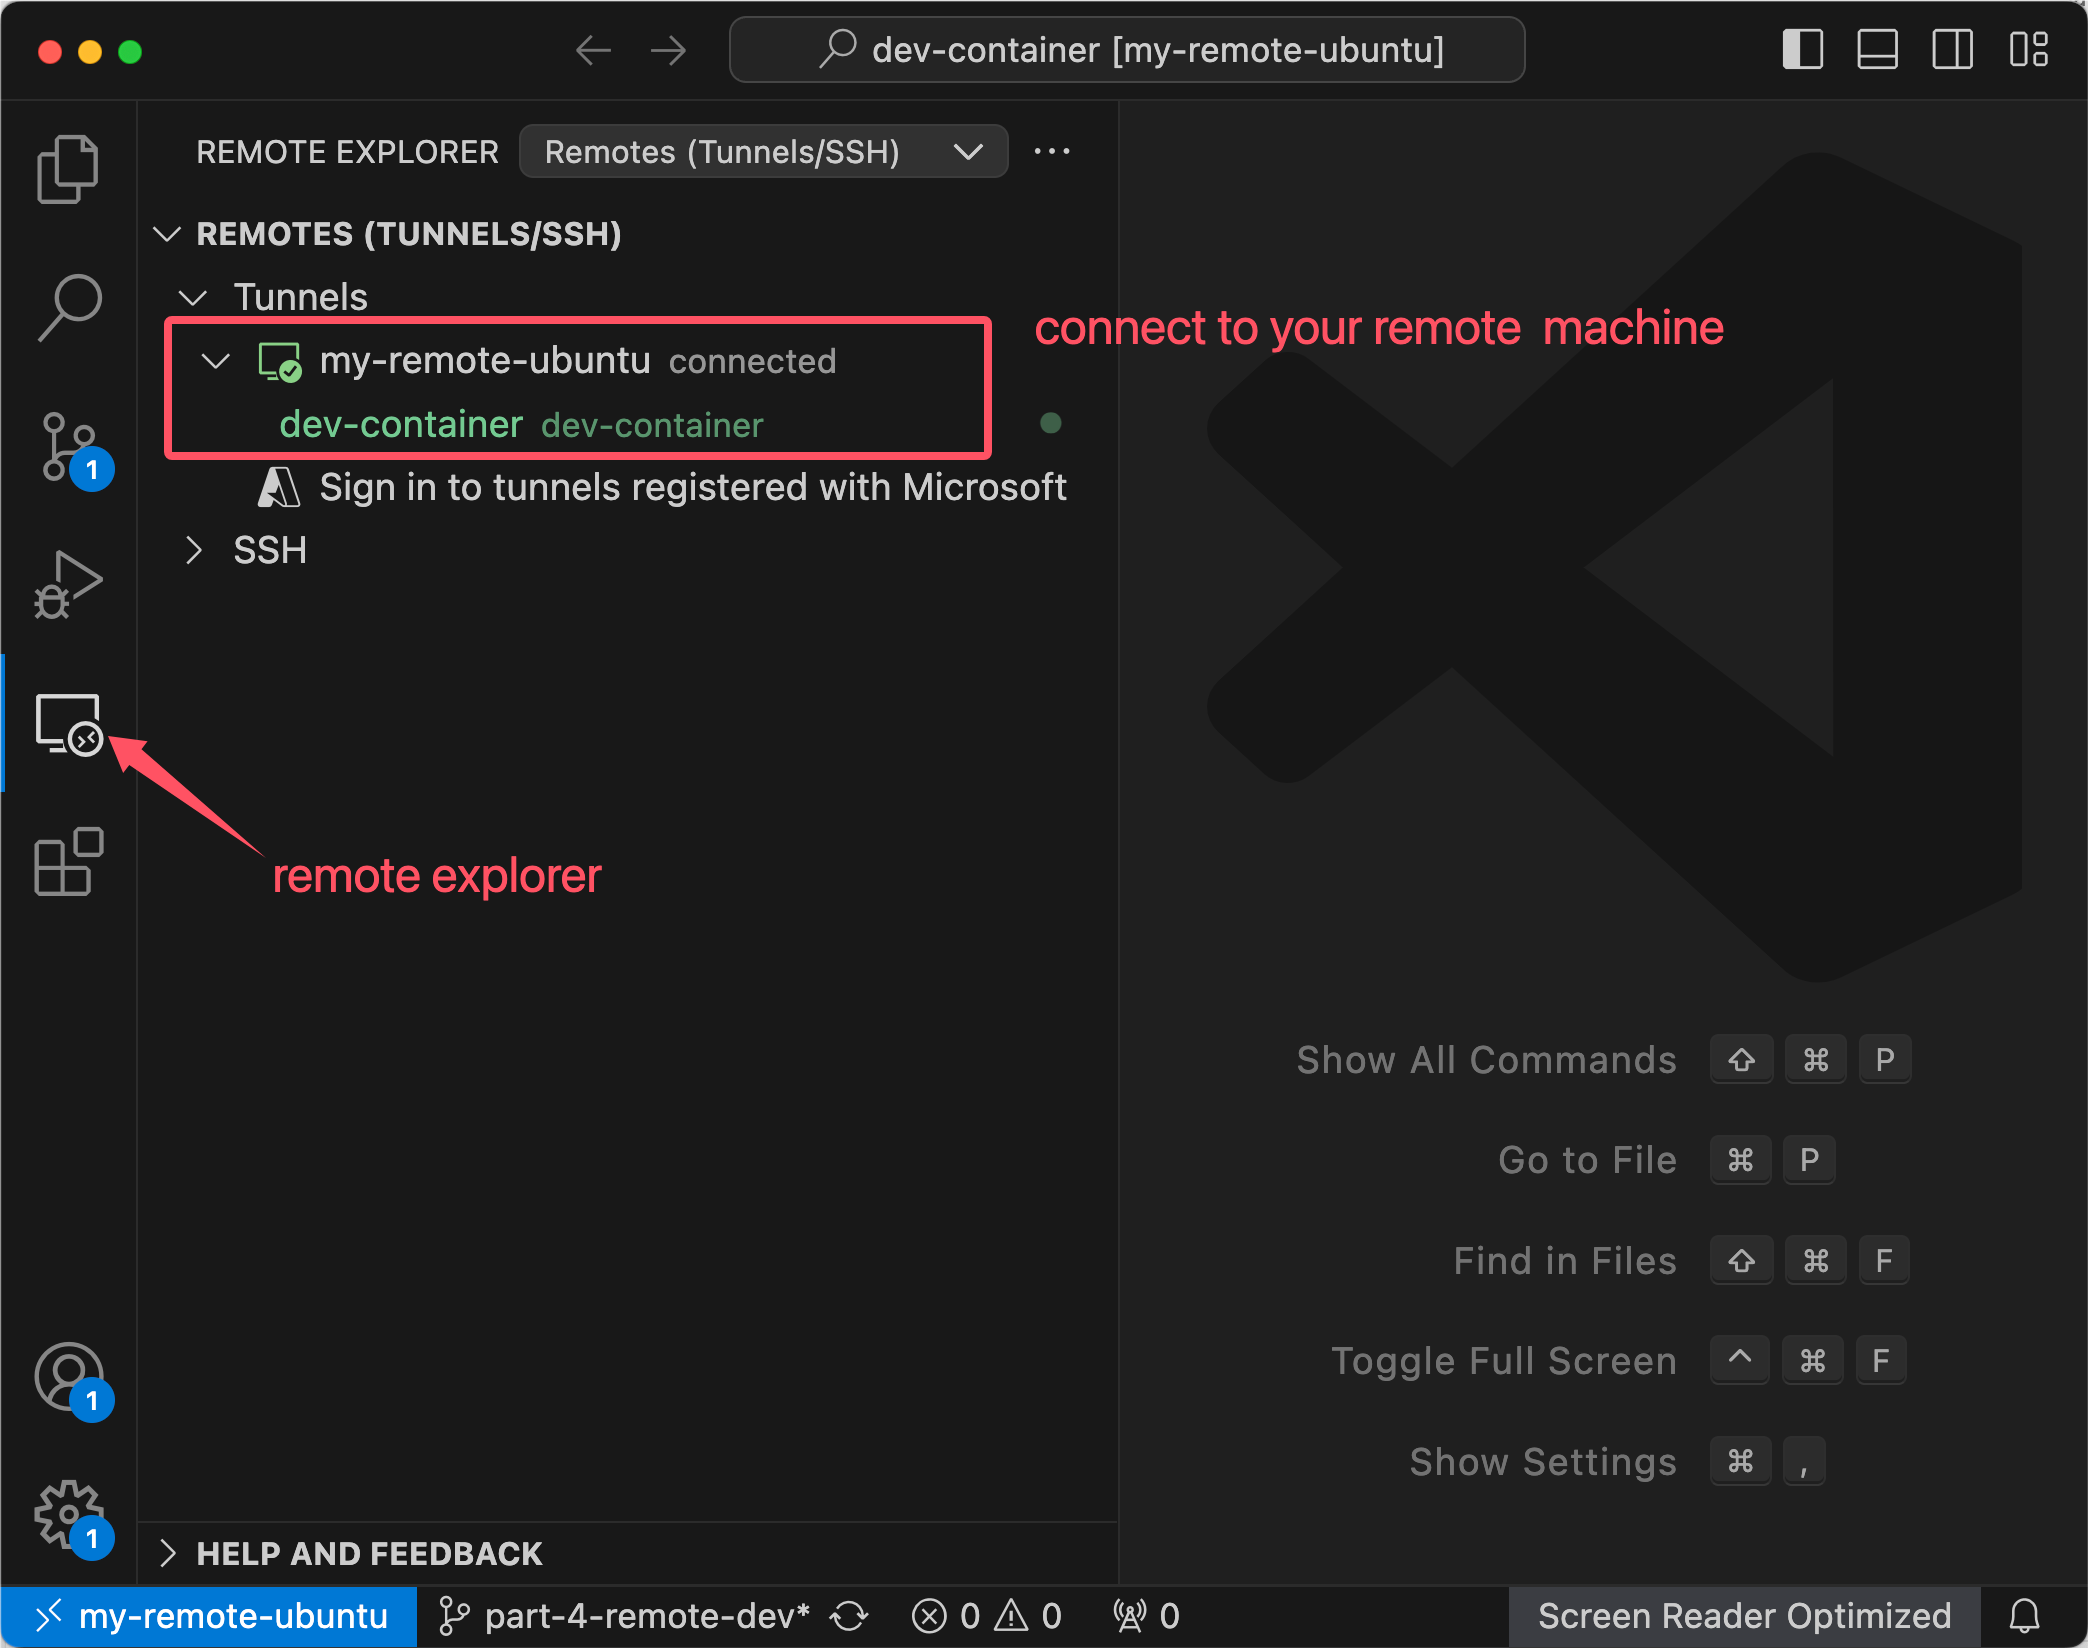 dev-container [my-remote-ubuntu]
REMOTE EXPLORER
Remotes (Tunnels/SSH)
REMOTES (TUNNELS/SSH)
Tunnels
my-remote-ubuntu connected
dev-container dev-container
Sign in to tunnels registered with Microsoft
SSH
connect to your remote machine
1
remote explorer
Show All Commands ⇧ ⌘ P
Go to File ⌘ P
Find in Files ⇧ ⌘ F
Toggle Full Screen ^ ⌘ F
Show Settings ⌘ ,
1
1
HELP AND FEEDBACK
my-remote-ubuntu part-4-remote-dev* 0 0 0 Screen Reader Optimized